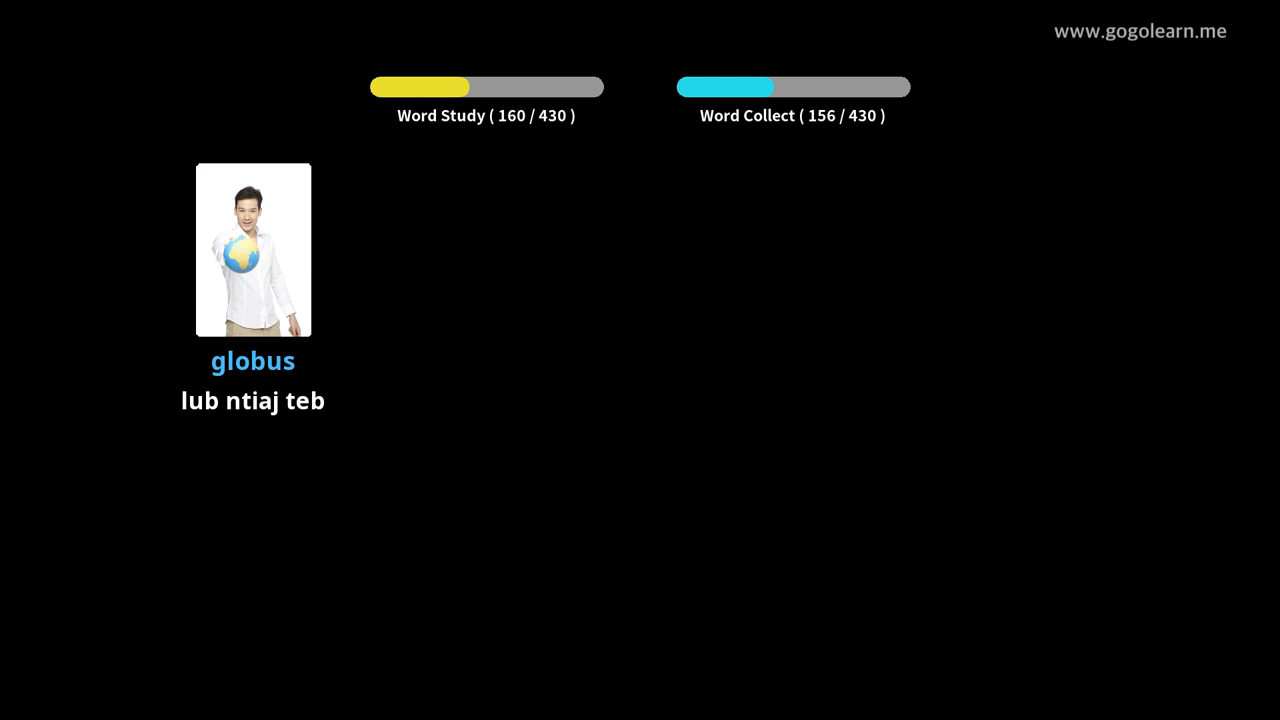 www.gogolearn.me
Word Study ( 160 / 430 )
Word Collect ( 156 / 430 )
globus
lub ntiaj teb